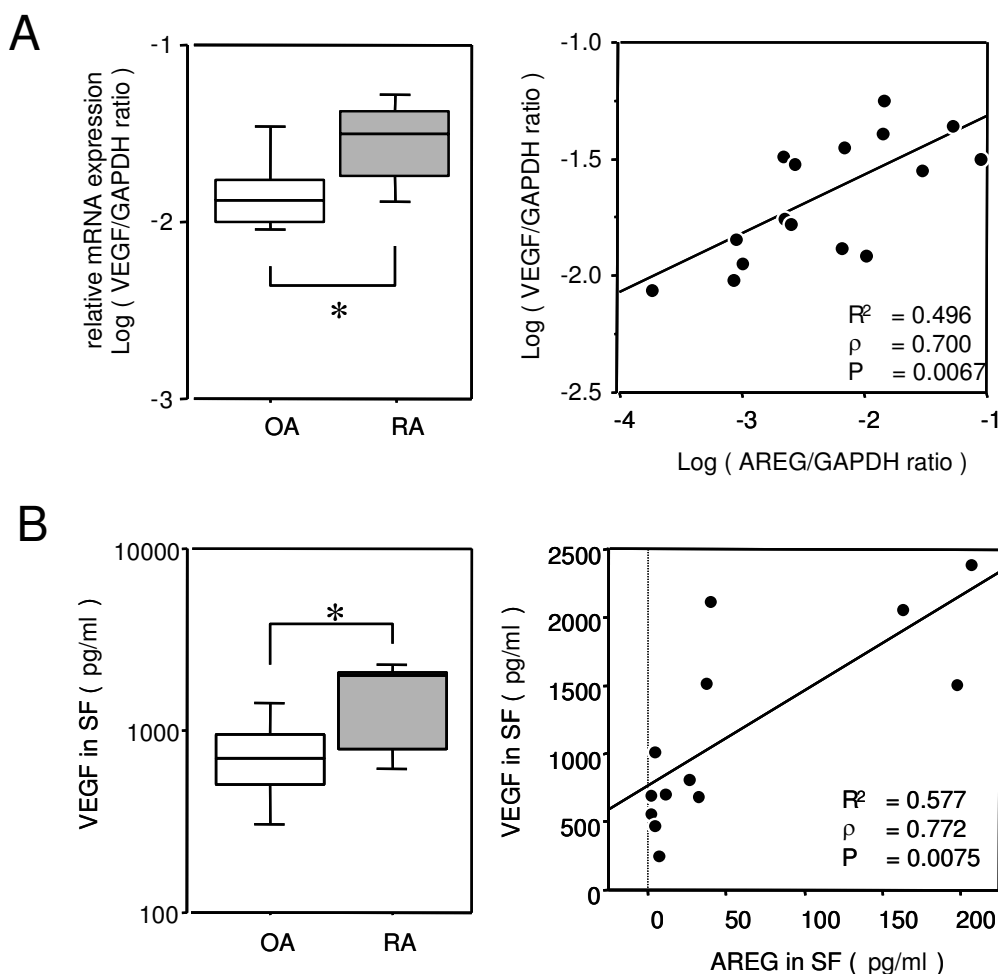 A
relative mRNA expression
Log ( VEGF/GAPDH ratio)
-1
-2
-3
*
OA
RA
Log ( VEGF/GAPDH ratio)
-1.0
-1.5
-2.0
-2.5
R² = 0.496
ρ = 0.700
P = 0.0067
-4
-3
-2
-1
Log ( AREG/GAPDH ratio )
B
VEGF in SF ( pg/ml )
10000
1000
100
*
OA
RA
VEGF in SF ( pg/ml )
2500
2000
1500
1000
500
0
R² = 0.577
ρ = 0.772
P = 0.0075
0
50
100
150
200
AREG in SF ( pg/ml )